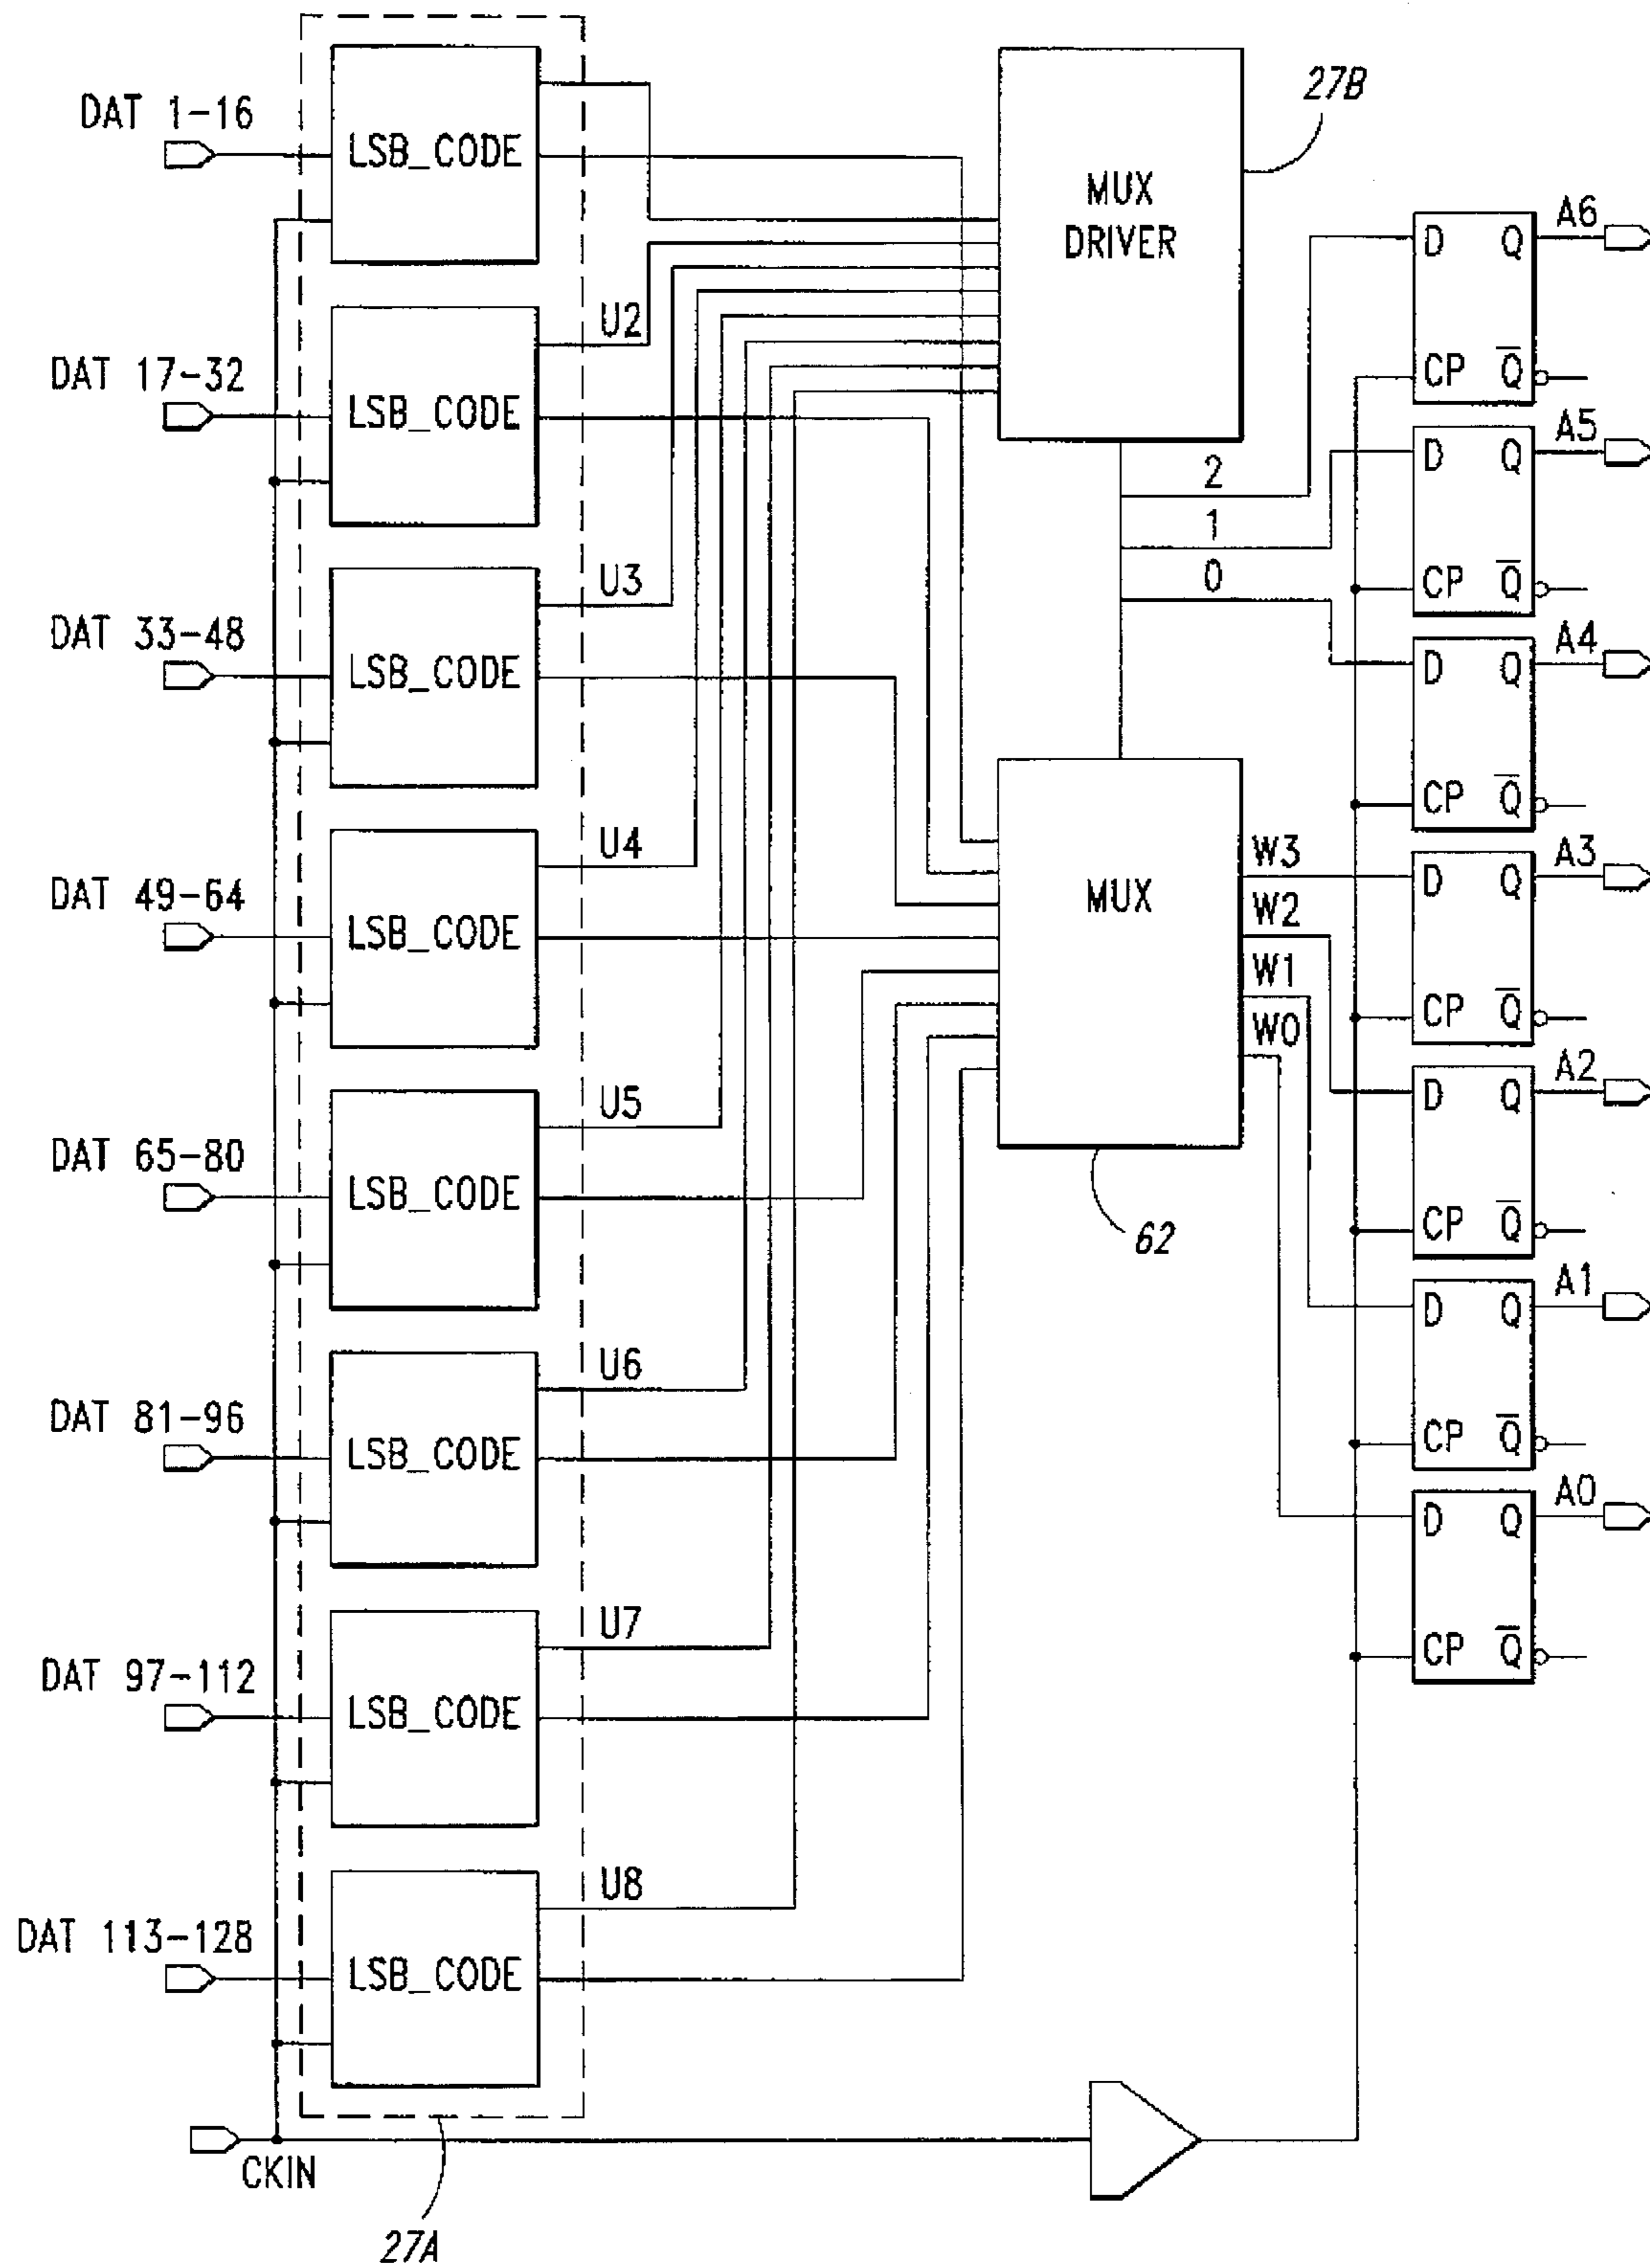 DAT 1-16
LSB_CODE
DAT 17-32
LSB_CODE
U2
DAT 33-48
LSB_CODE
U3
DAT 49-64
LSB_CODE
U4
DAT 65-80
LSB_CODE
U5
DAT 81-96
LSB_CODE
U6
DAT 97-112
LSB_CODE
U7
DAT 113-128
LSB_CODE
U8
CKIN
27A
MUX
DRIVER
27B
2
1
0
MUX
62
W3
W2
W1
W0
D Q A6
CP Q̅
D Q A5
CP Q̅
D Q A4
CP Q̅
D Q A3
CP Q̅
D Q A2
CP Q̅
D Q A1
CP Q̅
D Q A0
CP Q̅